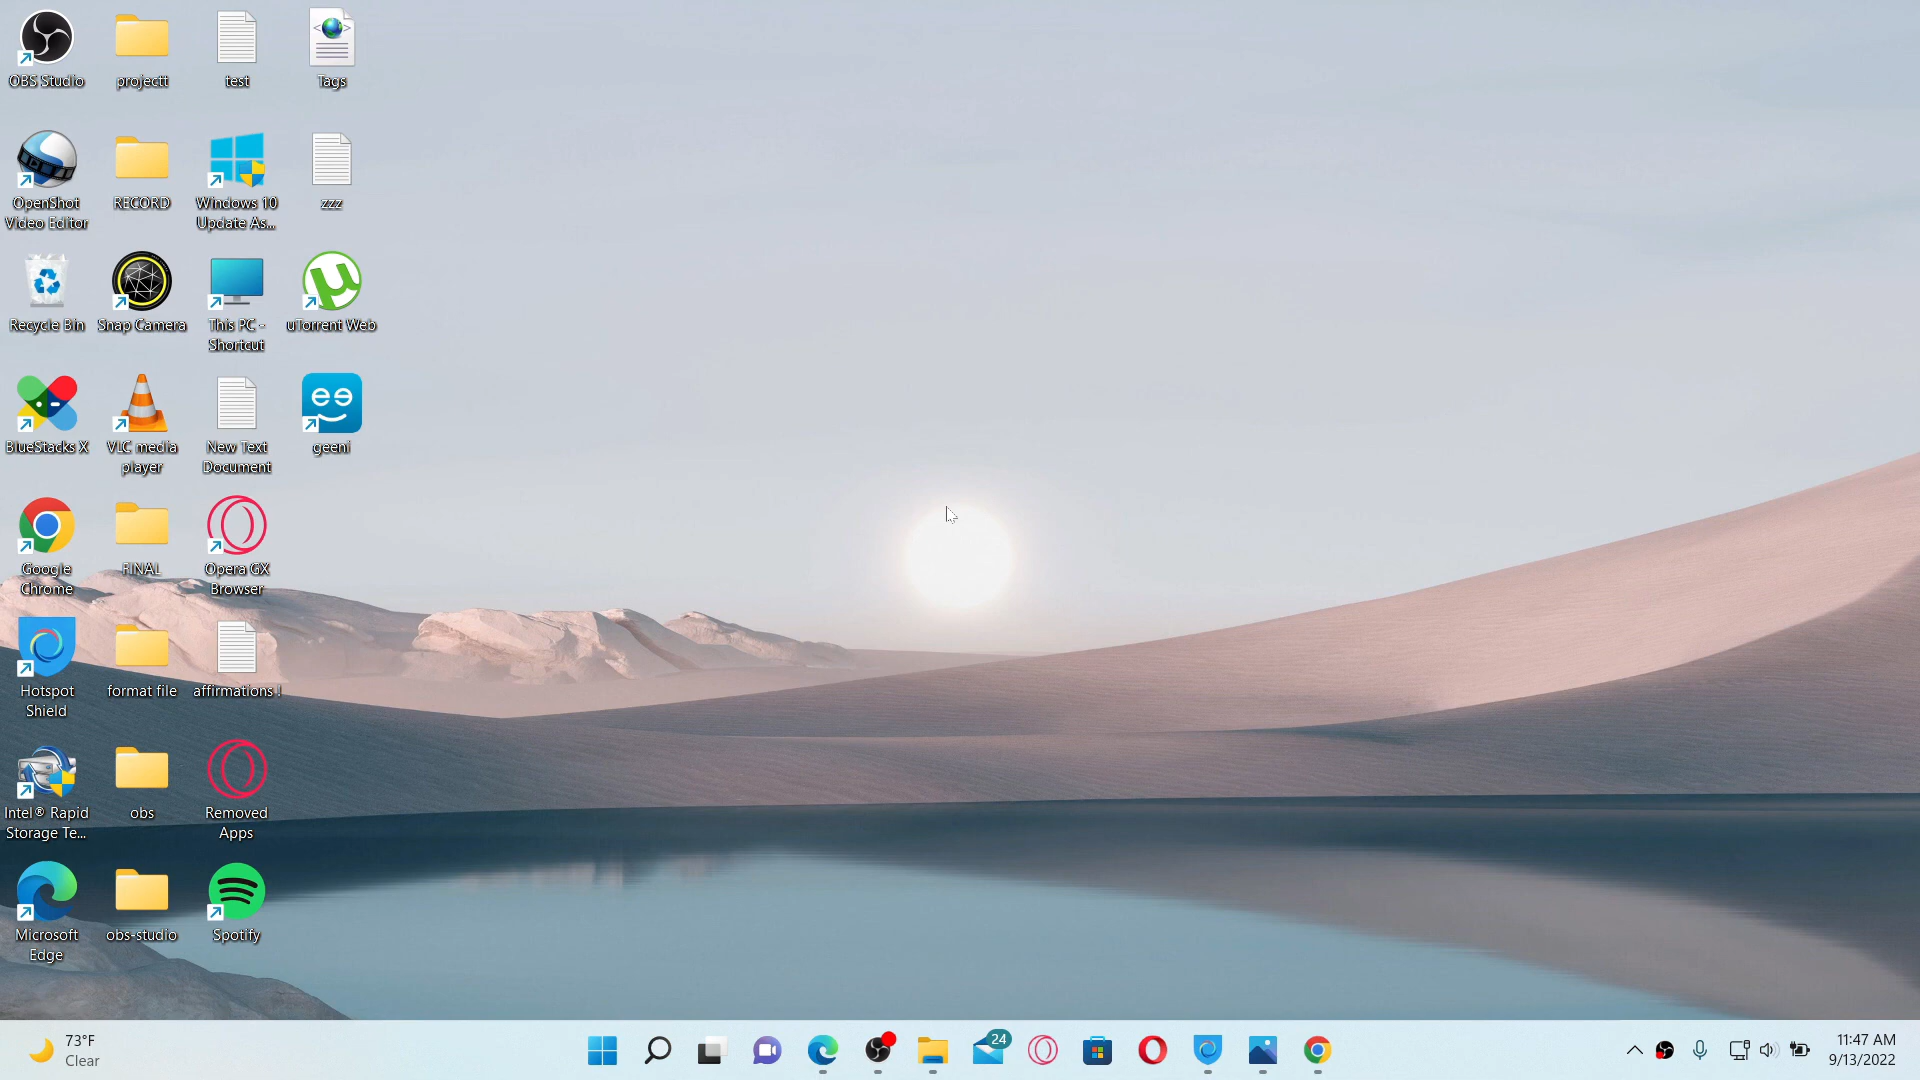 OBS Studio
projectt
test
Tags
OpenShot
Video Editor
RECORD
Windows 10
Update As...
zzz
Recycle Bin
Snap Camera
This PC -
Shortcut
uTorrent Web
BlueStacks X
VLC media
player
New Text
Document
geeni
Google
Chrome
FINAL
Opera GX
Browser
Hotspot
Shield
format file
affirmations !
Intel® Rapid
Storage Te...
obs
Removed
Apps
Microsoft
Edge
obs-studio
Spotify
73°F
Clear
24
11:47 AM
9/13/2022